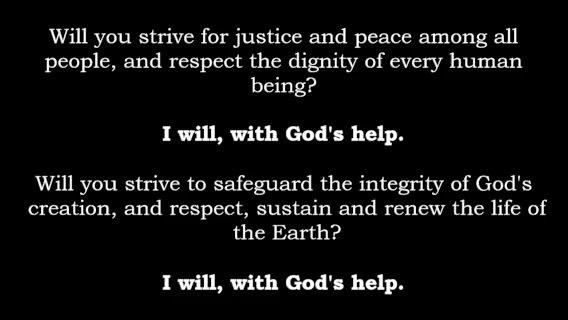 Will you strive for justice and peace among all
people, and respect the dignity of every human
being?
I will, with God's help.
Will you strive to safeguard the integrity of God's
creation, and respect, sustain and renew the life of
the Earth?
I will, with God's help.